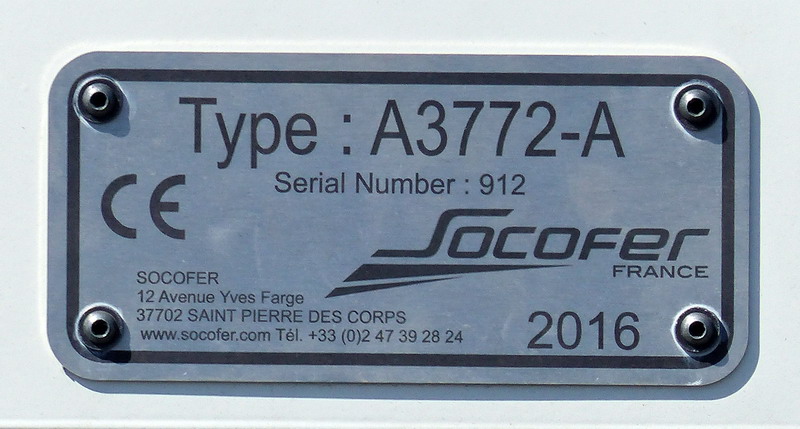 Type : A3772-A
Serial Number : 912
CE
SOCOFER
FRANCE
SOCOFER
12 Avenue Yves Farge
37702 SAINT PIERRE DES CORPS
www.socofer.com Tél. +33 (0)2 47 39 28 24
2016